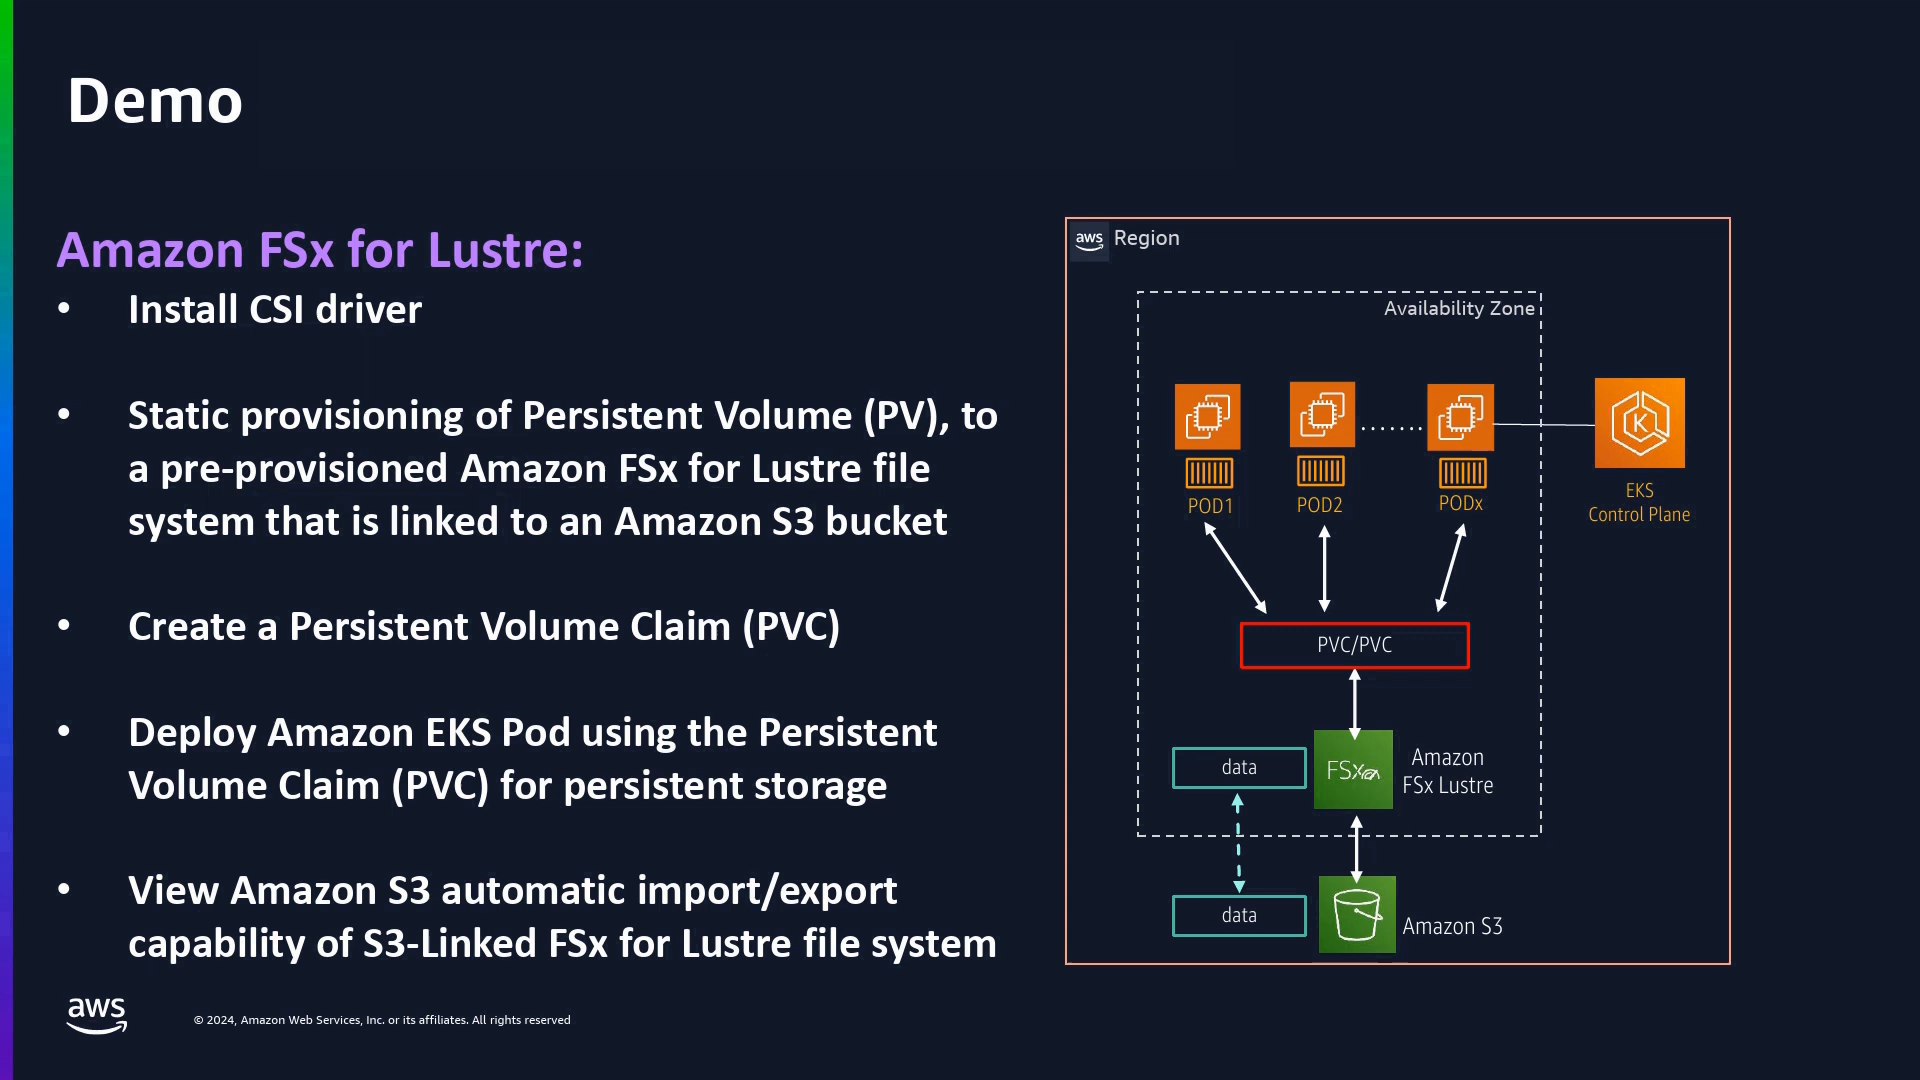 Demo
Amazon FSx for Lustre:
• Install CSI driver
• Static provisioning of Persistent Volume (PV), to
a pre-provisioned Amazon FSx for Lustre file
system that is linked to an Amazon S3 bucket
• Create a Persistent Volume Claim (PVC)
• Deploy Amazon EKS Pod using the Persistent
Volume Claim (PVC) for persistent storage
• View Amazon S3 automatic import/export
capability of S3-Linked FSx for Lustre file system
aws Region
Availability Zone
K
POD1
POD2
PODx
EKS
Control Plane
PVC/PVC
data
FSx
Amazon
FSx Lustre
data
Amazon S3
aws
© 2024, Amazon Web Services, Inc. or its affiliates. All rights reserved